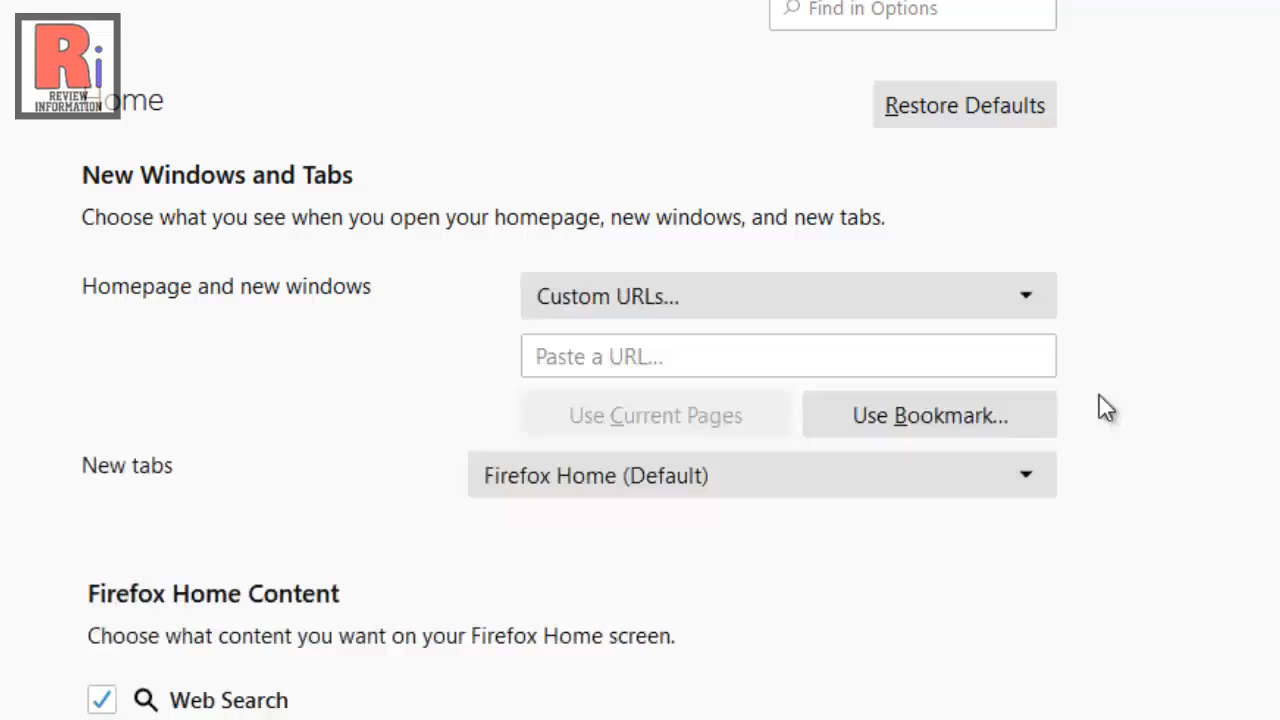 Find in Options
Ri
REVIEW
INFORMATION
ome
Restore Defaults
New Windows and Tabs
Choose what you see when you open your homepage, new windows, and new tabs.
Homepage and new windows
Custom URLs...
Paste a URL...
Use Current Pages
Use Bookmark...
New tabs
Firefox Home (Default)
Firefox Home Content
Choose what content you want on your Firefox Home screen.
Web Search